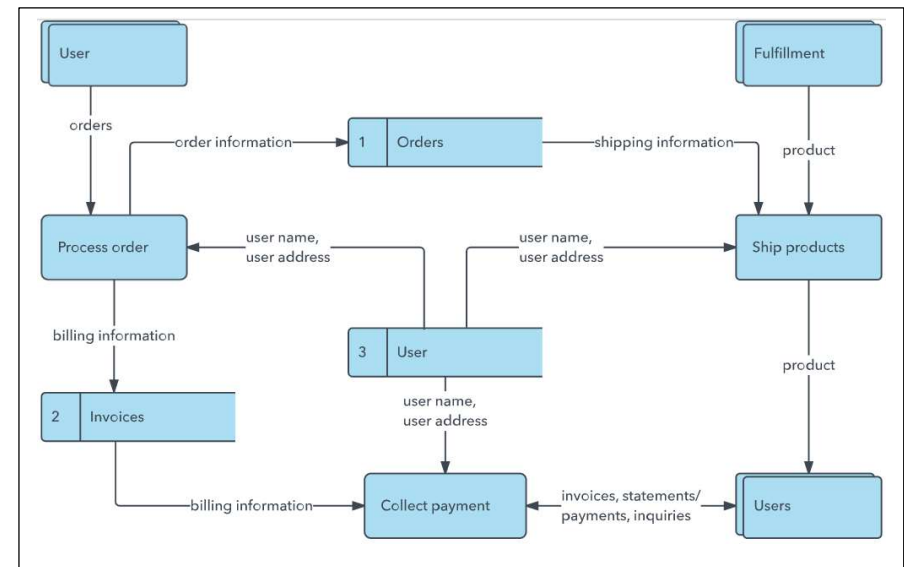 User
Fulfillment
orders
order information
1 Orders
shipping information
product
Process order
user name,
user address
user name,
user address
Ship products
billing information
3 User
product
2 Invoices
user name,
user address
billing information
Collect payment
invoices, statements/
payments, inquiries
Users